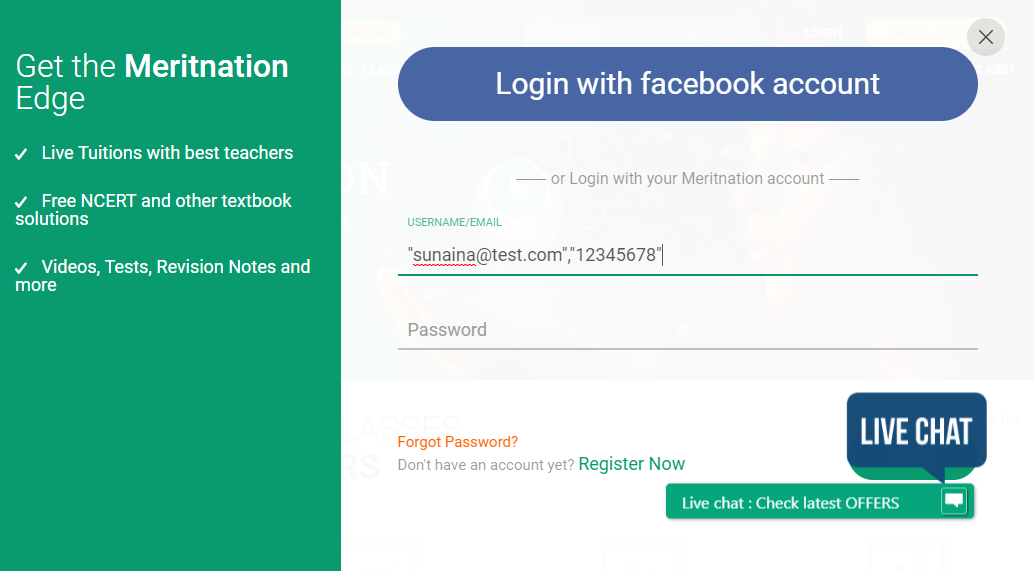 Get the Meritnation
Edge
Live Tuitions with best teachers
Free NCERT and other textbook
solutions
Videos, Tests, Revision Notes and
more
LOGIN
Login with facebook account
or Login with your Meritnation account
USERNAME/EMAIL
"sunaina@test.com","12345678"
Password
Forgot Password?
Don't have an account yet? Register Now
LIVE CHAT
Live chat : Check latest OFFERS